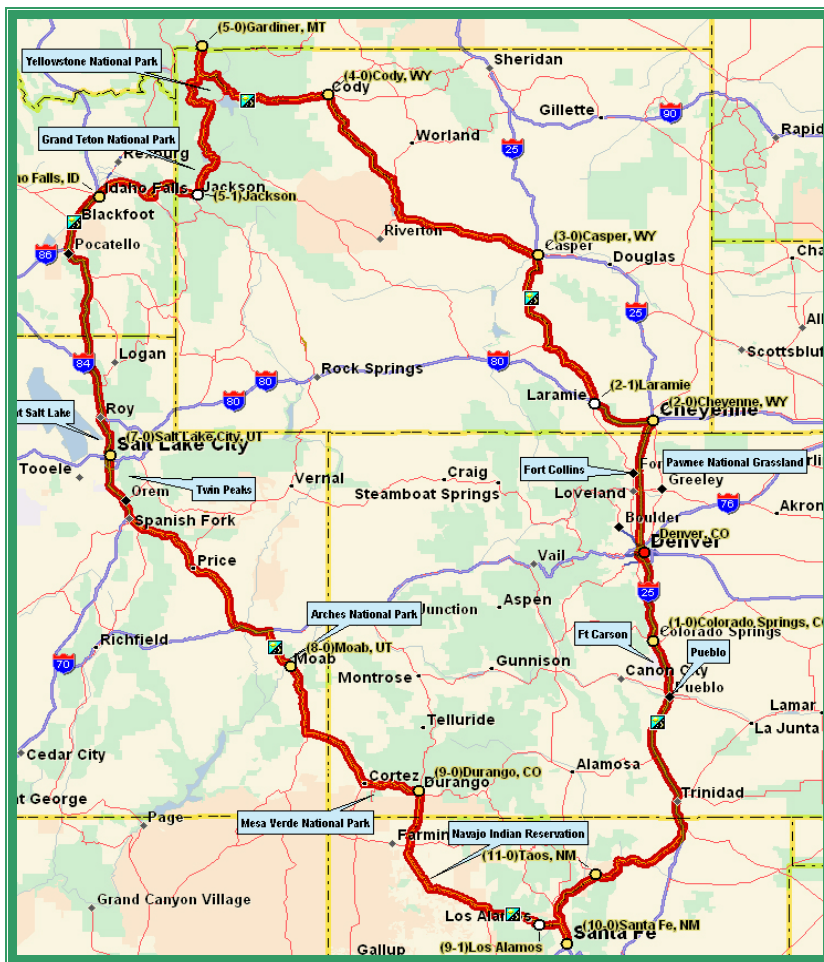 (5-0)Gardiner, MT
Yellowstone National Park
Sheridan
(4-0)Cody, WY
Cody
Gillette
90
Rapid
Worland
25
Grand Teton National Park
Rexburg
o Falls, ID
Idaho Falls
Jackson
(5-1)Jackson
Blackfoot
Pocatello
86
Riverton
(3-0)Casper, WY
Casper
Douglas
Cha
25
Al
Scottsbluf
Logan
84
80
Rock Springs
80
80
Laramie
(2-1)Laramie
(2-0)Cheyenne, WY
Cheyenne
Roy
at Salt Lake
(7-0)Salt Lake City, UT
Salt Lake City
Tooele
Twin Peaks
Orem
Spanish Fork
Vernal
Craig
Steamboat Springs
Fort Collins
For
Pawnee National Grassland
Greeley
Loveland
76
Akron
Boulder
Denver, CO
Denver
Price
Vail
25
Aspen
Arches National Park
Junction
(1-0)Colorado Springs, C
Colorado Springs
Richfield
70
(8-0)Moab, UT
Moab
Ft Carson
Pueblo
Gunnison
Canon City
Montrose
Pueblo
Lamar
La Junta
Telluride
Cedar City
Cortez
(9-0)Durango, CO
Durango
Alamosa
Trinidad
nt George
Page
Mesa Verde National Park
Farmin
Navajo Indian Reservation
(11-0)Taos, NM
Grand Canyon Village
Los Alamos
(10-0)Santa Fe, NM
Santa Fe
(9-1)Los Alamos
Gallup